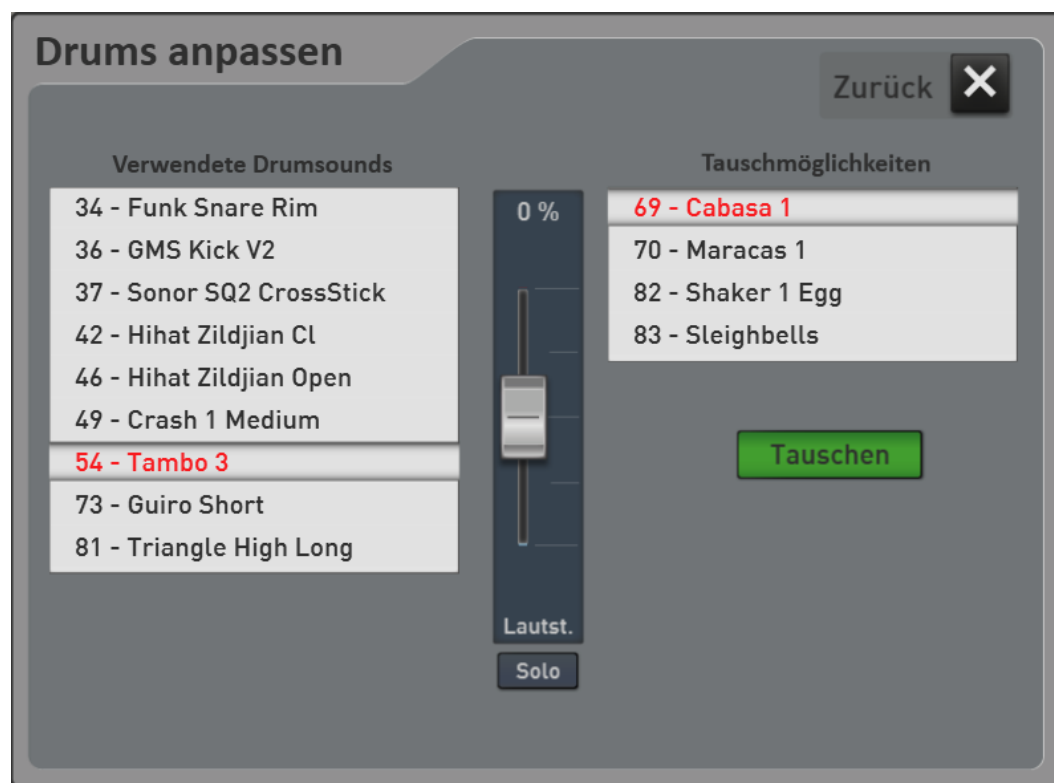 Drums anpassen
Zurück
Verwendete Drumsounds
34 - Funk Snare Rim
36 - GMS Kick V2
37 - Sonor SQ2 CrossStick
42 - Hihat Zildjian Cl
46 - Hihat Zildjian Open
49 - Crash 1 Medium
54 - Tambo 3
73 - Guiro Short
81 - Triangle High Long
0 %
Lautst.
Solo
Tauschmöglichkeiten
69 - Cabasa 1
70 - Maracas 1
82 - Shaker 1 Egg
83 - Sleighbells
Tauschen